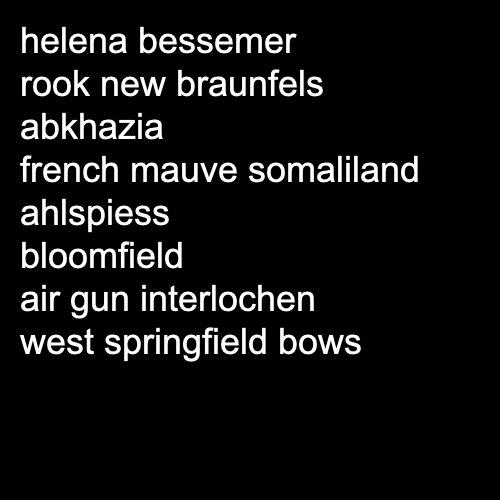 helena bessemer
rook new braunfels
abkhazia
french mauve somaliland
ahlspiess
bloomfield
air gun interlochen
west springfield bows